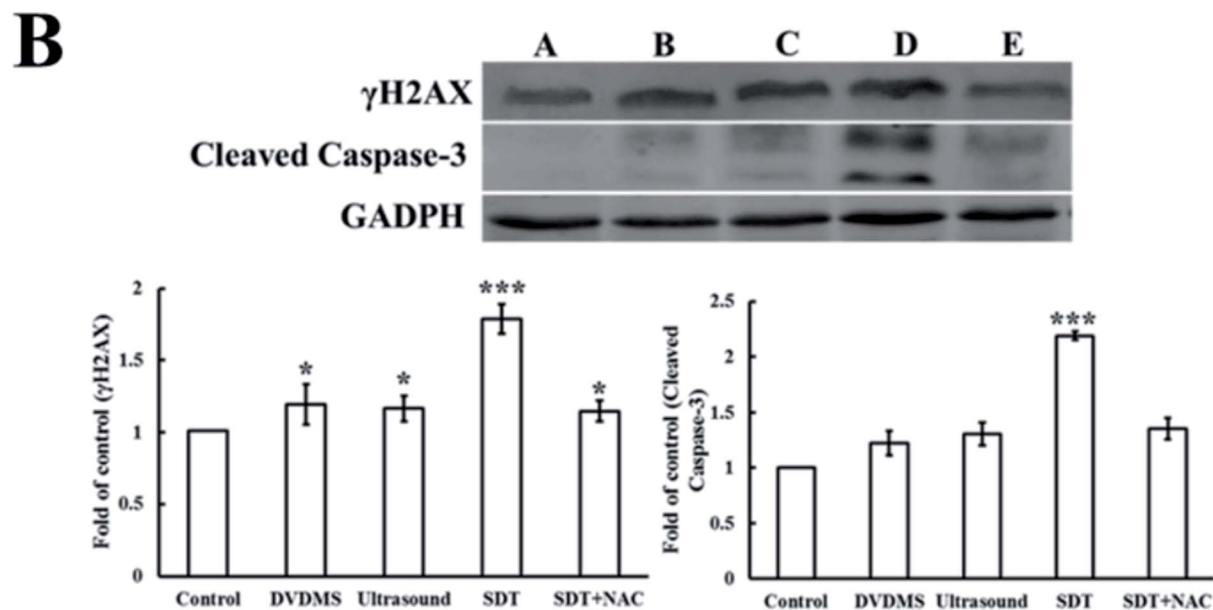 B
A B C D E
γH2AX
Cleaved Caspase-3
GADPH
Fold of control (γH2AX)
2
1.5
1
0.5
0
* * *** *
Control DVDMS Ultrasound SDT SDT+NAC
Fold of control (Cleaved
Caspase-3)
2.5
2
1.5
1
0.5
0
***
Control DVDMS Ultrasound SDT SDT+NAC